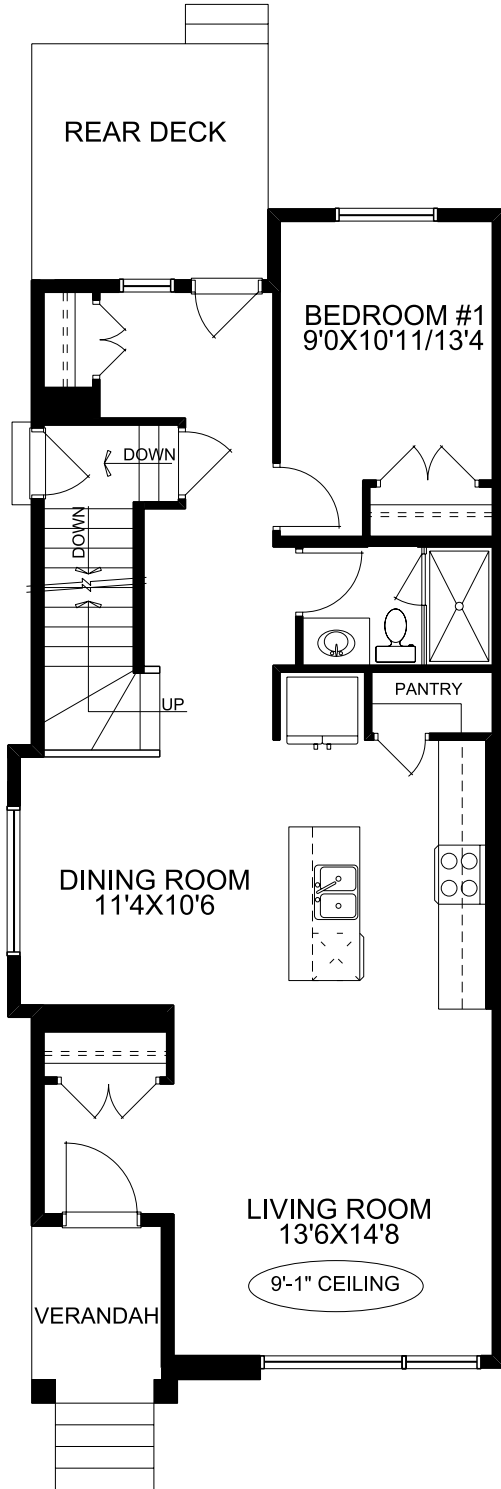 REAR DECK
BEDROOM #1
9'0X10'11/13'4
DOWN
DOWN
UP
PANTRY
DINING ROOM
11'4X10'6
LIVING ROOM
13'6X14'8
9'-1" CEILING
VERANDAH